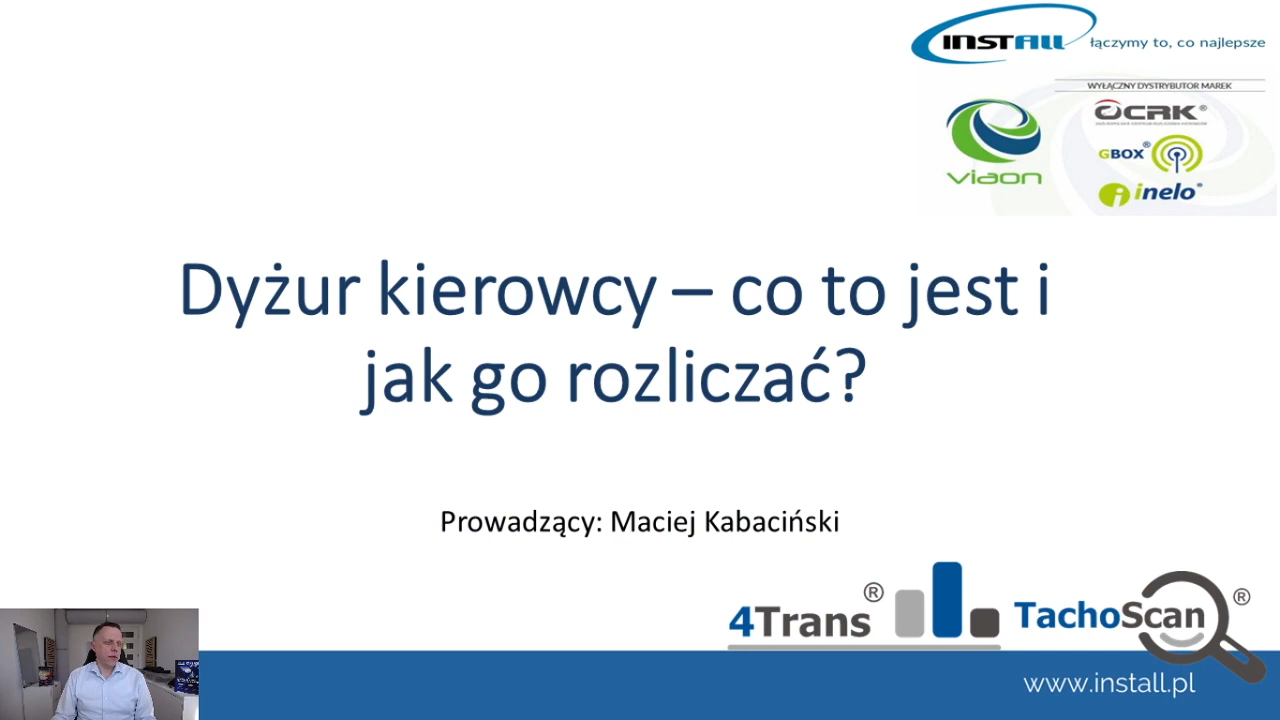 INSTALL łączymy to, co najlepsze
WYŁĄCZNY DYSTRYBUTOR MAREK
OCRK®
viaon
GBOX®
inelo®
Dyżur kierowcy – co to jest i
jak go rozliczać?
Prowadzący: Maciej Kabaciński
4Trans®
TachoScan®
www.install.pl